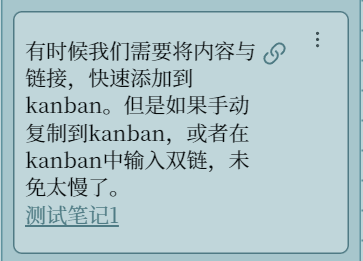 有时候我们需要将内容与
链接，快速添加到
kanban。但是如果手动
复制到kanban，或者在
kanban中输入双链，未
免太慢了。
测试笔记1